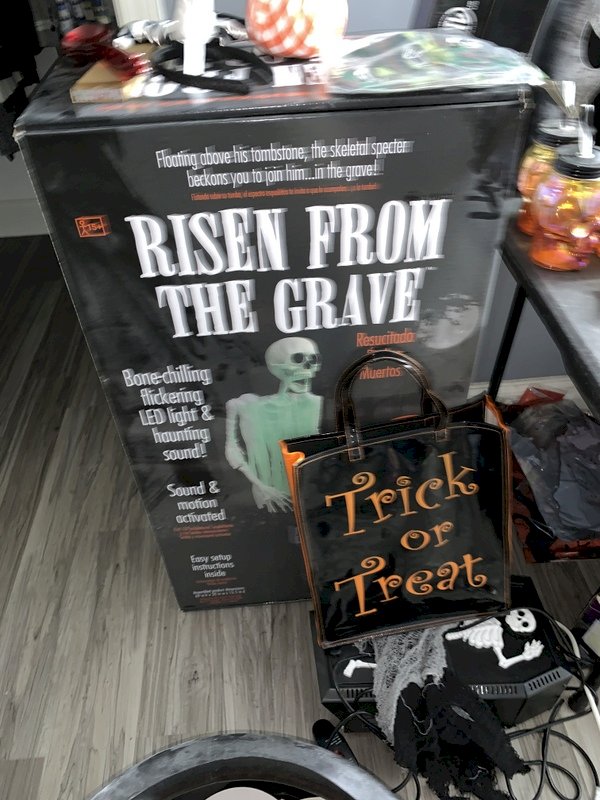 Floating above his tombstone, the skeletal specter
beckons you to join him...in the grave!
15+
RISEN FROM
THE GRAVE
Resucitado
Muertos
Bone-chilling
flickering
LED light &
haunting
sound!
Sound &
motion
activated
Easy setup
instructions
inside
Trick
or
Treat